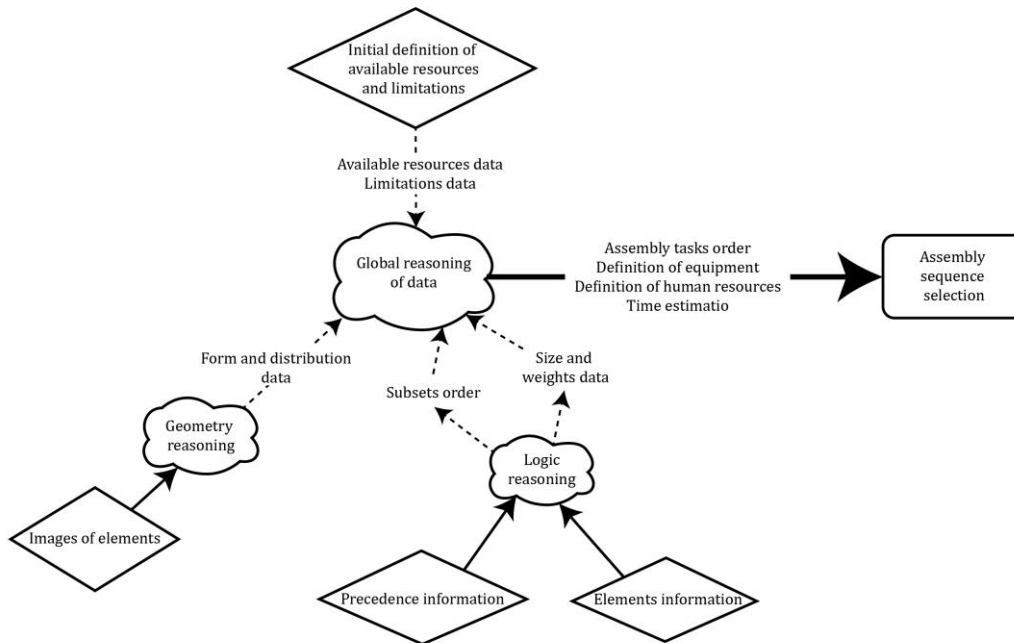 Initial definition of
available resources
and limitations
Available resources data
Limitations data
Global reasoning
of data
Assembly tasks order
Definition of equipment
Definition of human resources
Time estimatio
Assembly
sequence
selection
Form and distribution
data
Size and
weights data
Subsets order
Geometry
reasoning
Logic
reasoning
Images of elements
Precedence information
Elements information